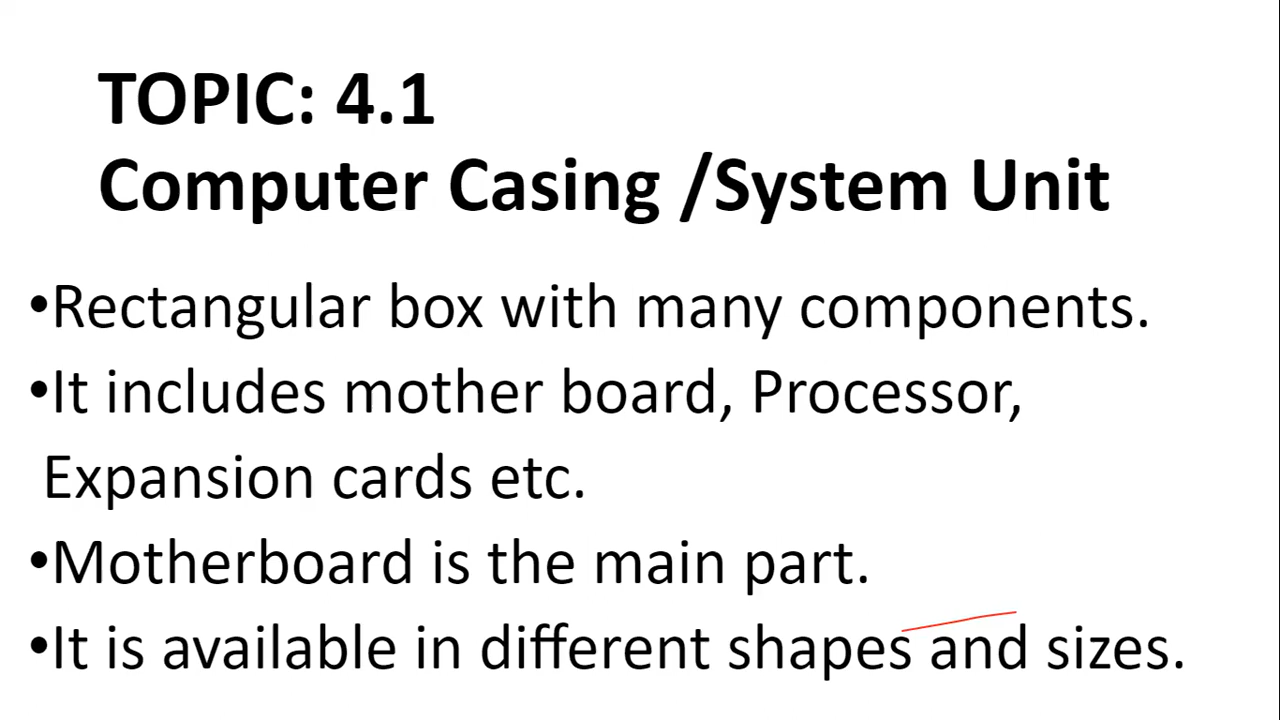 TOPIC: 4.1
Computer Casing /System Unit
•Rectangular box with many components.
•It includes mother board, Processor,
Expansion cards etc.
•Motherboard is the main part.
•It is available in different shapes and sizes.